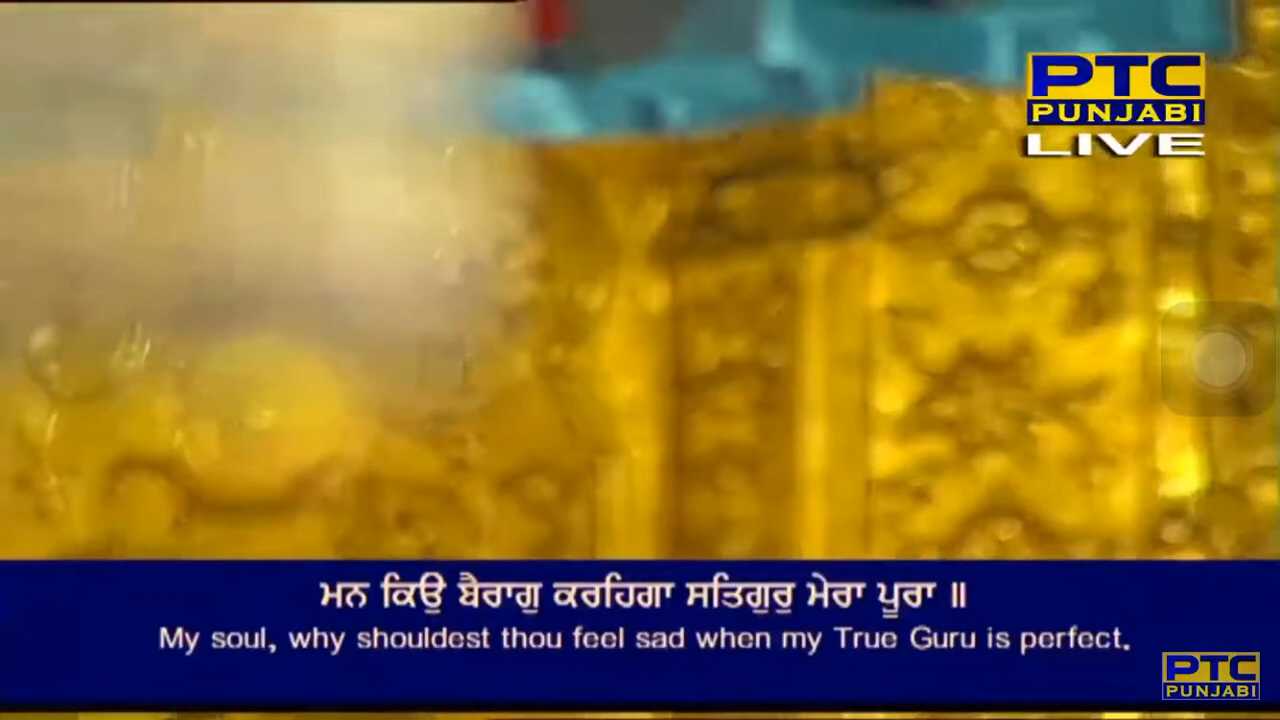 PTC
PUNJABI
LIVE
ਮਨ ਕਿਉ ਬੈਰਾਗੁ ਕਰਹਿਗਾ ਸਤਿਗੁਰੁ ਮੇਰਾ ਪੂਰਾ ॥
My soul, why shouldest thou feel sad when my True Guru is perfect.
PTC
PUNJABI